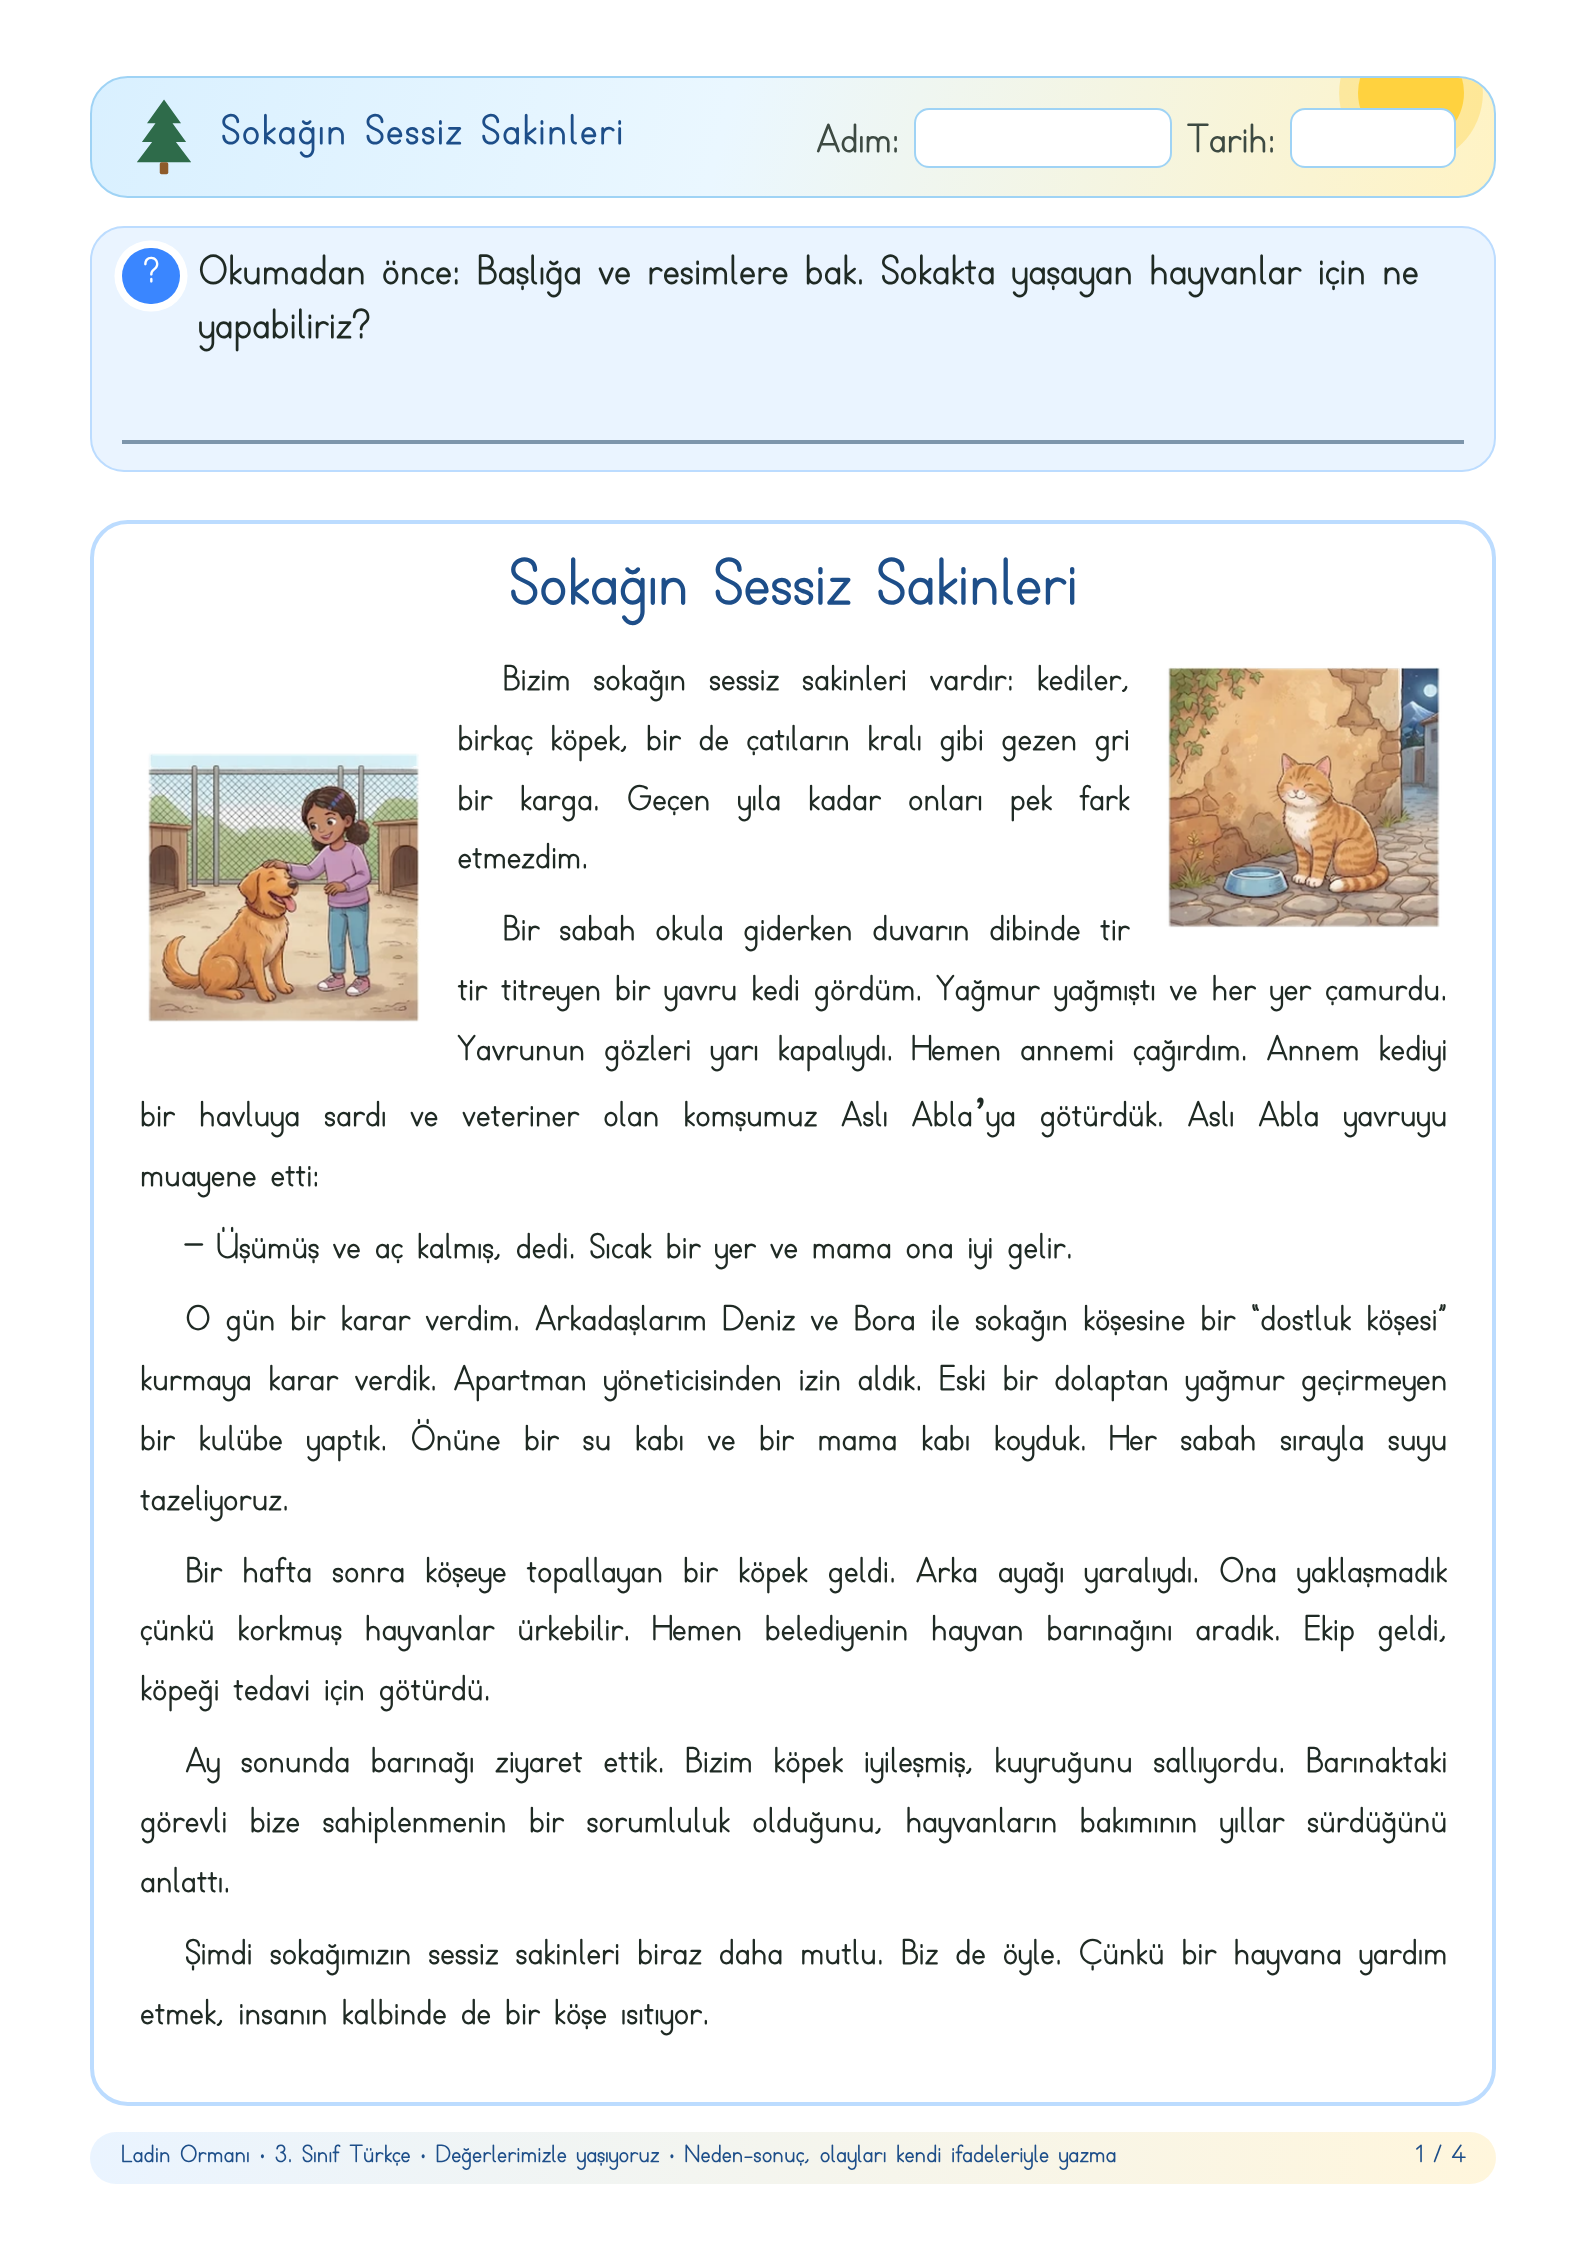 Sokağın Sessiz Sakinleri
Adım:
Tarih:
?
Okumadan önce: Başlığa ve resimlere bak. Sokakta yaşayan hayvanlar için ne
yapabiliriz?
Sokağın Sessiz Sakinleri
Bizim sokağın sessiz sakinleri vardır: kediler,
birkaç köpek, bir de çatıların kralı gibi gezen gri
bir karga. Geçen yıla kadar onları pek fark
etmezdim.
Bir sabah okula giderken duvarın dibinde tir
tir titreyen bir yavru kedi gördüm. Yağmur yağmıştı ve her yer çamurdu.
Yavrunun gözleri yarı kapalıydı. Hemen annemi çağırdım. Annem kediyi
bir havluya sardı ve veteriner olan komşumuz Aslı Abla’ya götürdük. Aslı Abla yavruyu
muayene etti:
– Üşümüş ve aç kalmış, dedi. Sıcak bir yer ve mama ona iyi gelir.
O gün bir karar verdim. Arkadaşlarım Deniz ve Bora ile sokağın köşesine bir “dostluk köşesi”
kurmaya karar verdik. Apartman yöneticisinden izin aldık. Eski bir dolaptan yağmur geçirmeyen
bir kulübe yaptık. Önüne bir su kabı ve bir mama kabı koyduk. Her sabah sırayla suyu
tazeliyoruz.
Bir hafta sonra köşeye topallayan bir köpek geldi. Arka ayağı yaralıydı. Ona yaklaşmadık
çünkü korkmuş hayvanlar ürkebilir. Hemen belediyenin hayvan barınağını aradık. Ekip geldi,
köpeği tedavi için götürdü.
Ay sonunda barınağı ziyaret ettik. Bizim köpek iyileşmiş, kuyruğunu sallıyordu. Barınaktaki
görevli bize sahiplenmenin bir sorumluluk olduğunu, hayvanların bakımının yıllar sürdüğünü
anlattı.
Şimdi sokağımızın sessiz sakinleri biraz daha mutlu. Biz de öyle. Çünkü bir hayvana yardım
etmek, insanın kalbinde de bir köşe ısıtıyor.
Ladin Ormanı • 3. Sınıf Türkçe • Değerlerimizle yaşıyoruz • Neden-sonuç, olayları kendi ifadeleriyle yazma
1 / 4